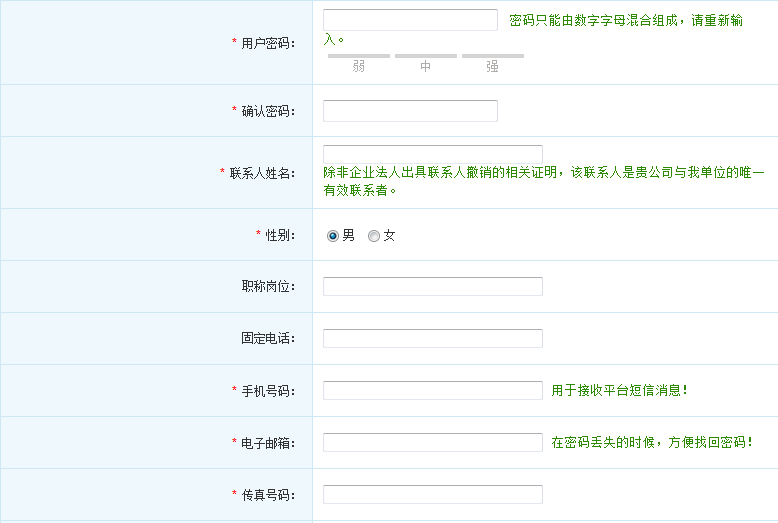 * 用户密码： 密码只能由数字字母混合组成，请重新输
入。
弱 中 强
* 确认密码：
* 联系人姓名：
除非企业法人出具联系人撤销的相关证明，该联系人是贵公司与我单位的唯一
有效联系者。
* 性别： 男 女
职称岗位：
固定电话：
* 手机号码： 用于接收平台短信消息！
* 电子邮箱： 在密码丢失的时候，方便找回密码！
* 传真号码：